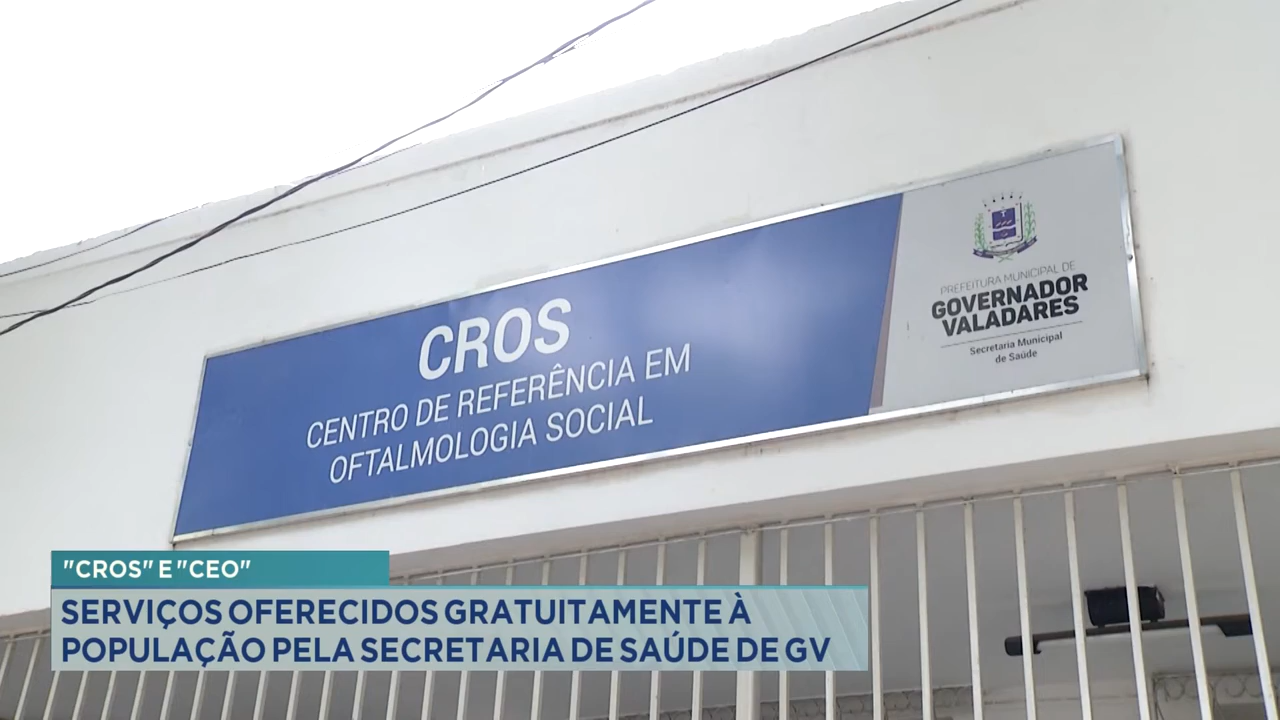 CROS
CENTRO DE REFERÊNCIA EM
OFTALMOLOGIA SOCIAL
PREFEITURA MUNICIPAL DE
GOVERNADOR
VALADARES
Secretaria Municipal
de Saúde
"CROS" E "CEO"
SERVIÇOS OFERECIDOS GRATUITAMENTE À
POPULAÇÃO PELA SECRETARIA DE SAÚDE DE GV